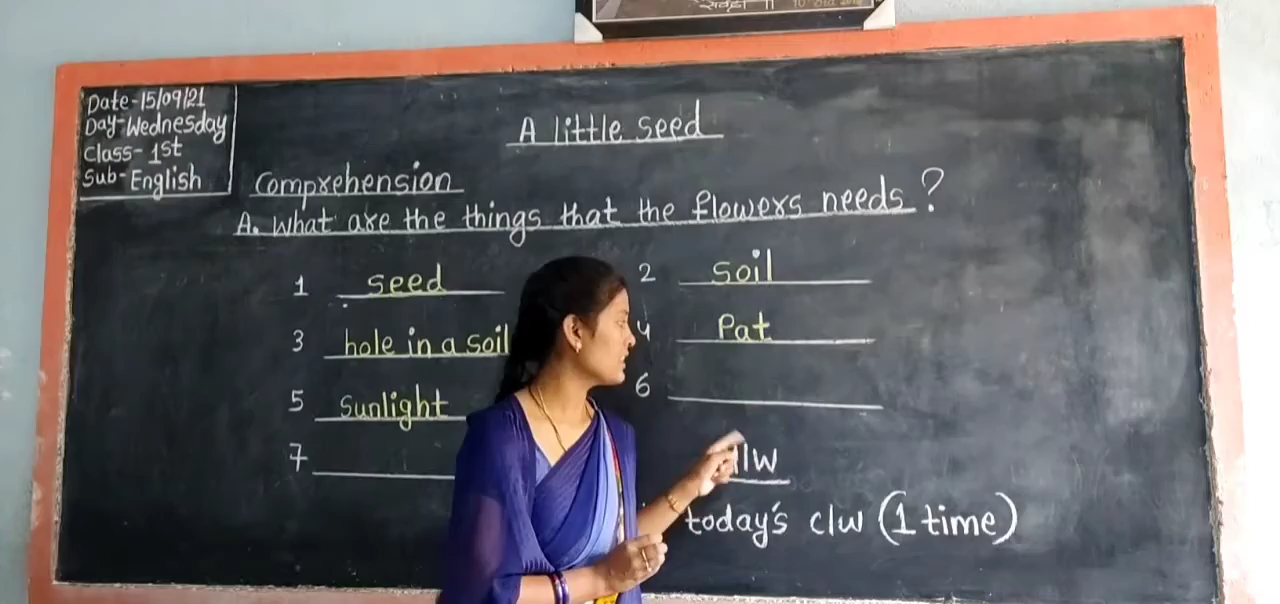 Date-15/09/21
Day-Wednesday
Class- 1st
Sub- English
A little seed
Comprehension
A. What are the things that the flowers needs?
1 seed
2 soil
3 hole in a soil
4 Pat
5 Sunlight
6
7
today's c/w (1 time)